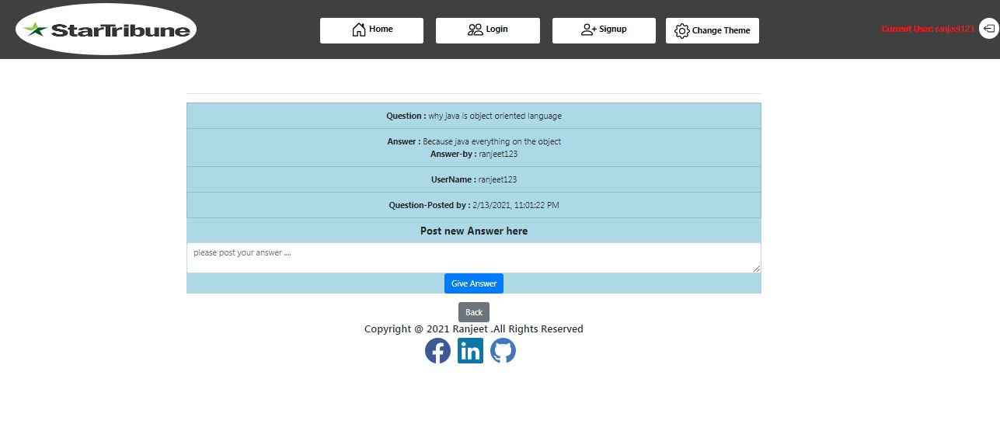 StarTribune
Home
Login
Signup
Change Theme
Current User: ranjeet123
Question : why java is object oriented language
Answer : Because java everything on the object
Answer-by : ranjeet123
UserName : ranjeet123
Question-Posted by : 2/13/2021, 11:01:22 PM
Post new Answer here
please post your answer ....
Give Answer
Back
Copyright @ 2021 Ranjeet .All Rights Reserved